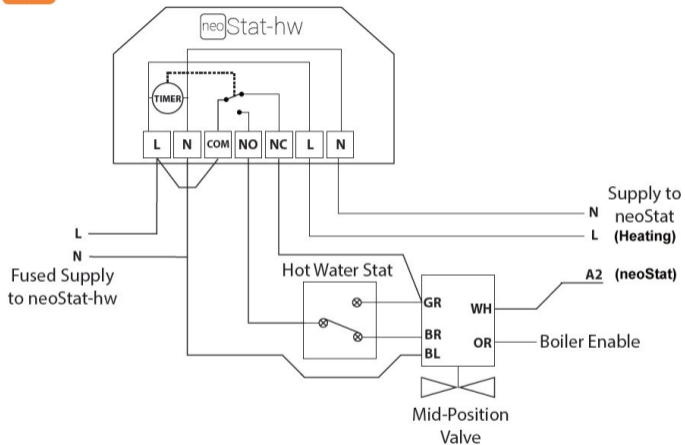 neoStat-hw
TIMER
L N COM NO NC L N
Supply to
N neoStat
L (Heating)
L
N
Fused Supply
to neoStat-hw
Hot Water Stat
A2 (neoStat)
GR
WH
BR
OR
Boiler Enable
BL
Mid-Position
Valve